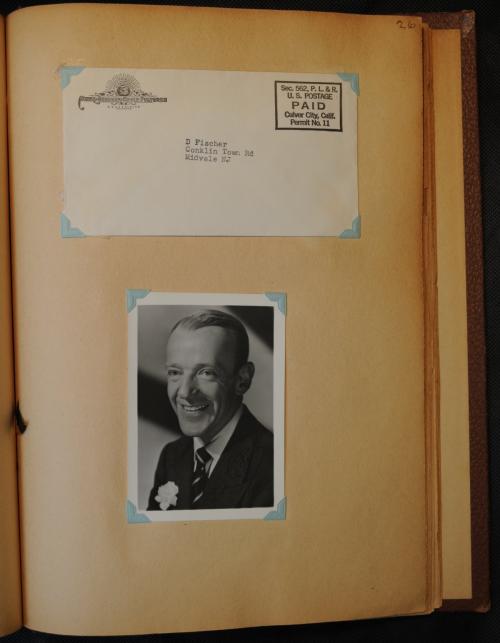 26
Sec. 562, P. L. & R.
U. S. POSTAGE
PAID
Culver City, Calif.
Permit No. 11
D Fischer
Conklin Town Rd
Midvale NJ